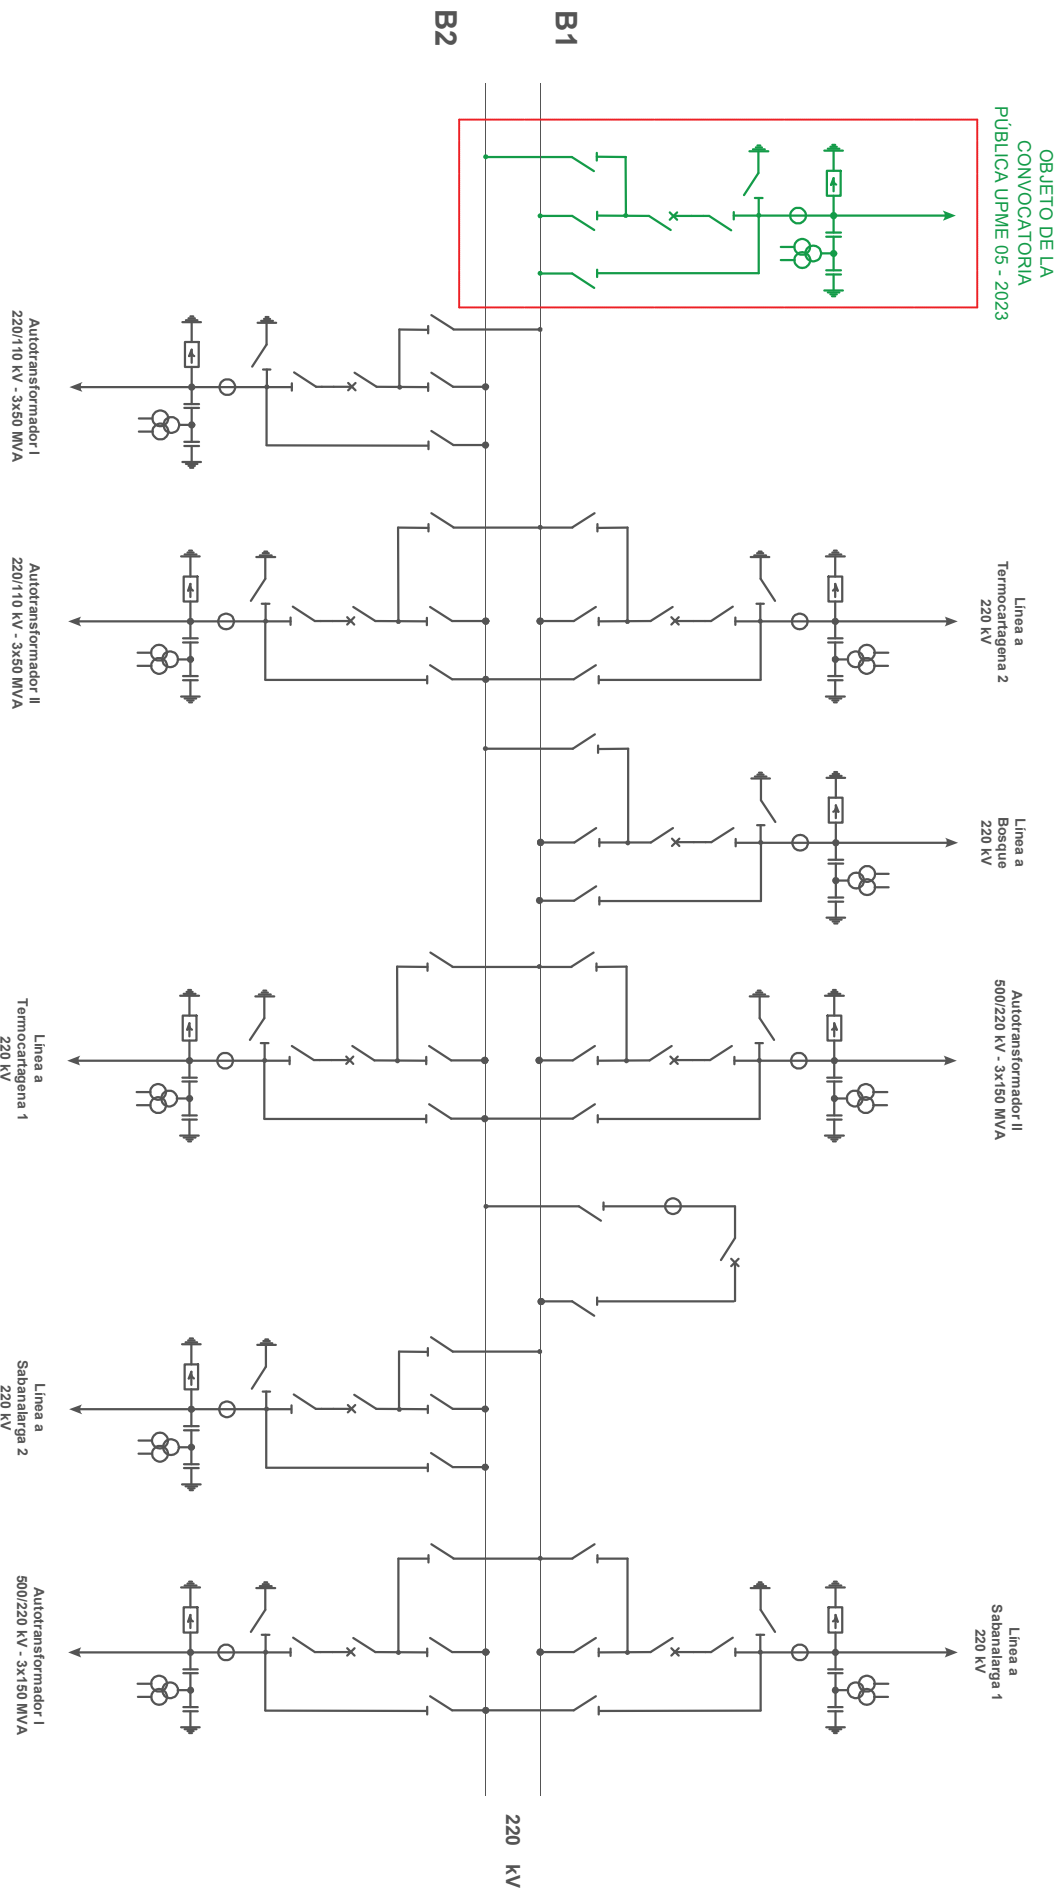 B1
B2
OBJETO DE LA
CONVOCATORIA
PÚBLICA UPME 05 - 2023
Línea a
Termocartagena 2
220 kV
Línea a
Bosque
220 kV
Autotransformador II
500/220 kV - 3x150 MVA
Línea a
Sabanalarga 1
220 kV
220 kV
Autotransformador I
220/110 kV - 3x50 MVA
Autotransformador II
220/110 kV - 3x50 MVA
Línea a
Termocartagena 1
220 kV
Línea a
Sabanalarga 2
220 kV
Autotransformador I
500/220 kV - 3x150 MVA